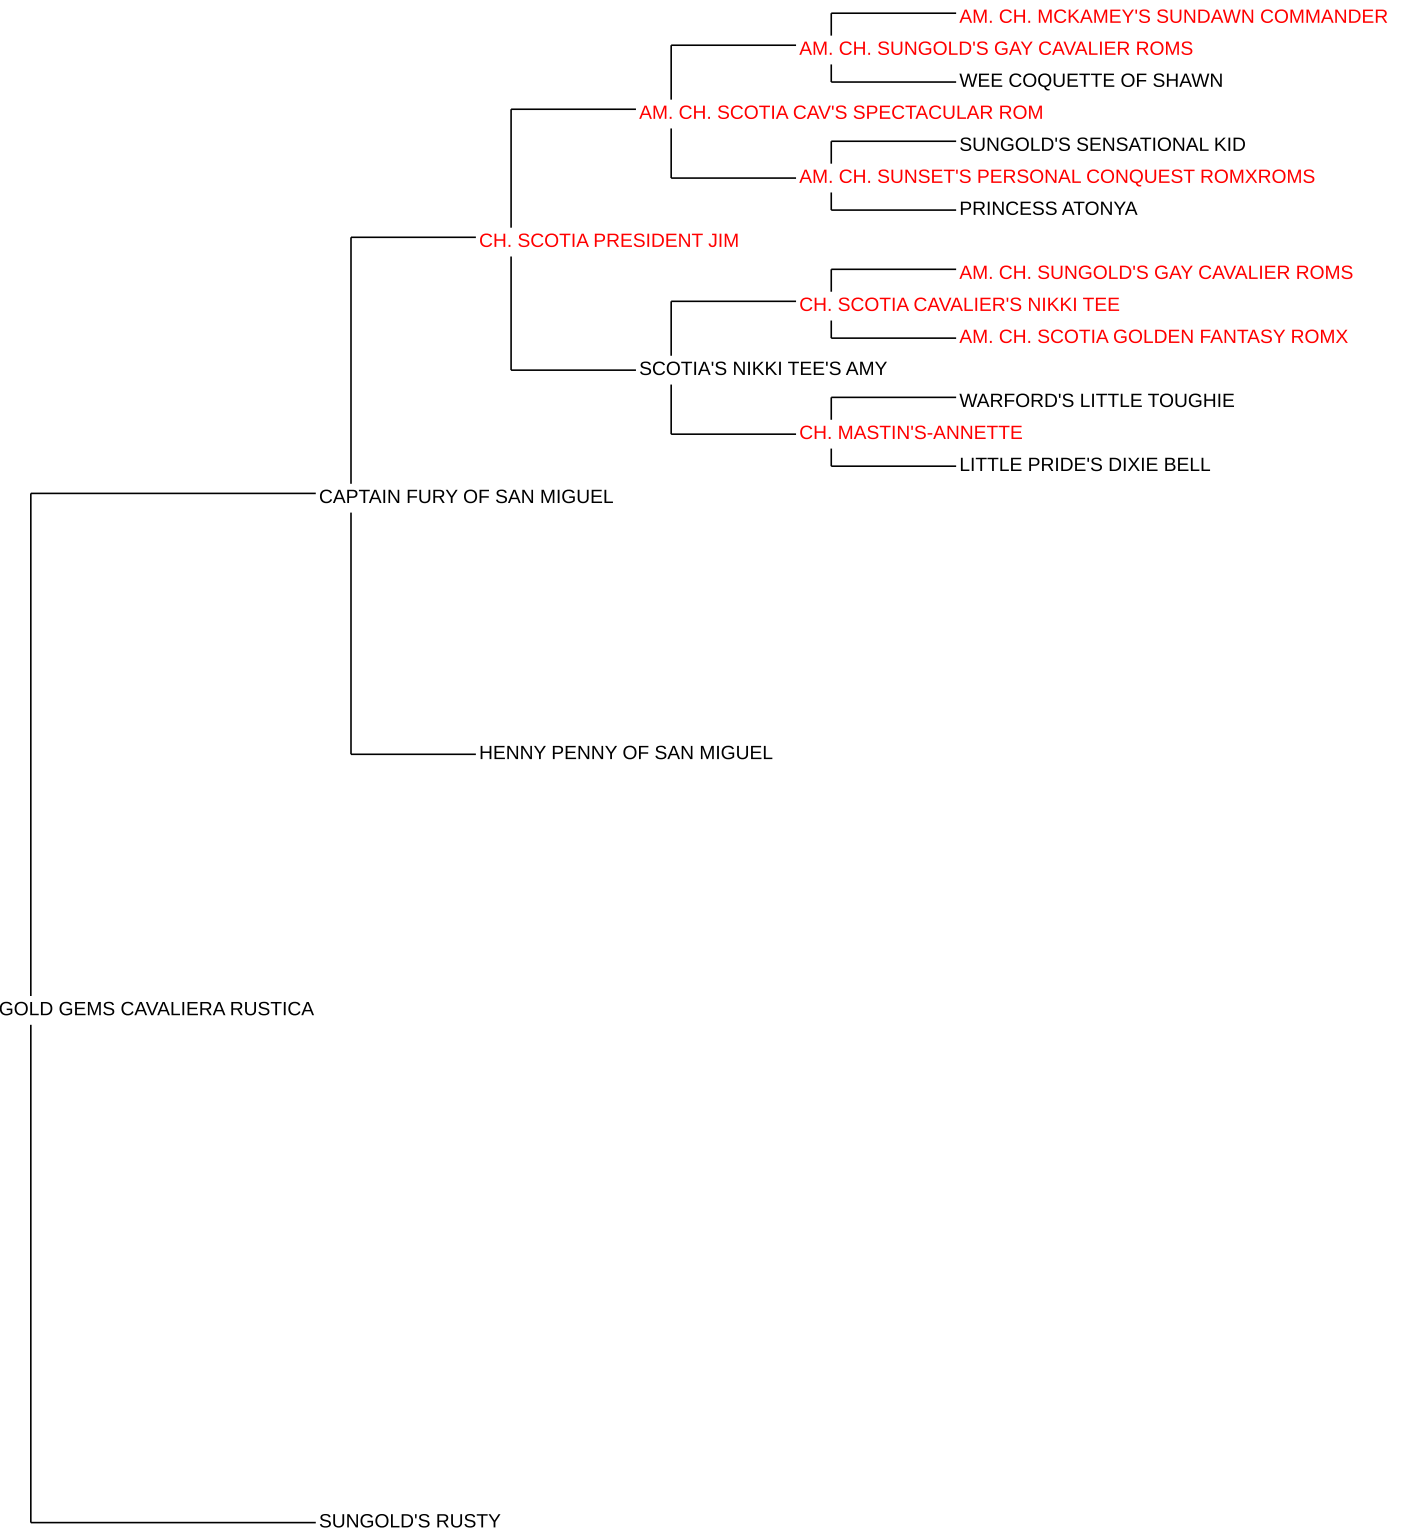 AM. CH. MCKAMEY'S SUNDAWN COMMANDER
AM. CH. SUNGOLD'S GAY CAVALIER ROMS
WEE COQUETTE OF SHAWN
AM. CH. SCOTIA CAV'S SPECTACULAR ROM
SUNGOLD'S SENSATIONAL KID
AM. CH. SUNSET'S PERSONAL CONQUEST ROMXROMS
PRINCESS ATONYA
CH. SCOTIA PRESIDENT JIM
AM. CH. SUNGOLD'S GAY CAVALIER ROMS
CH. SCOTIA CAVALIER'S NIKKI TEE
AM. CH. SCOTIA GOLDEN FANTASY ROMX
SCOTIA'S NIKKI TEE'S AMY
WARFORD'S LITTLE TOUGHIE
CH. MASTIN'S-ANNETTE
LITTLE PRIDE'S DIXIE BELL
CAPTAIN FURY OF SAN MIGUEL
HENNY PENNY OF SAN MIGUEL
GOLD GEMS CAVALIERA RUSTICA
SUNGOLD'S RUSTY